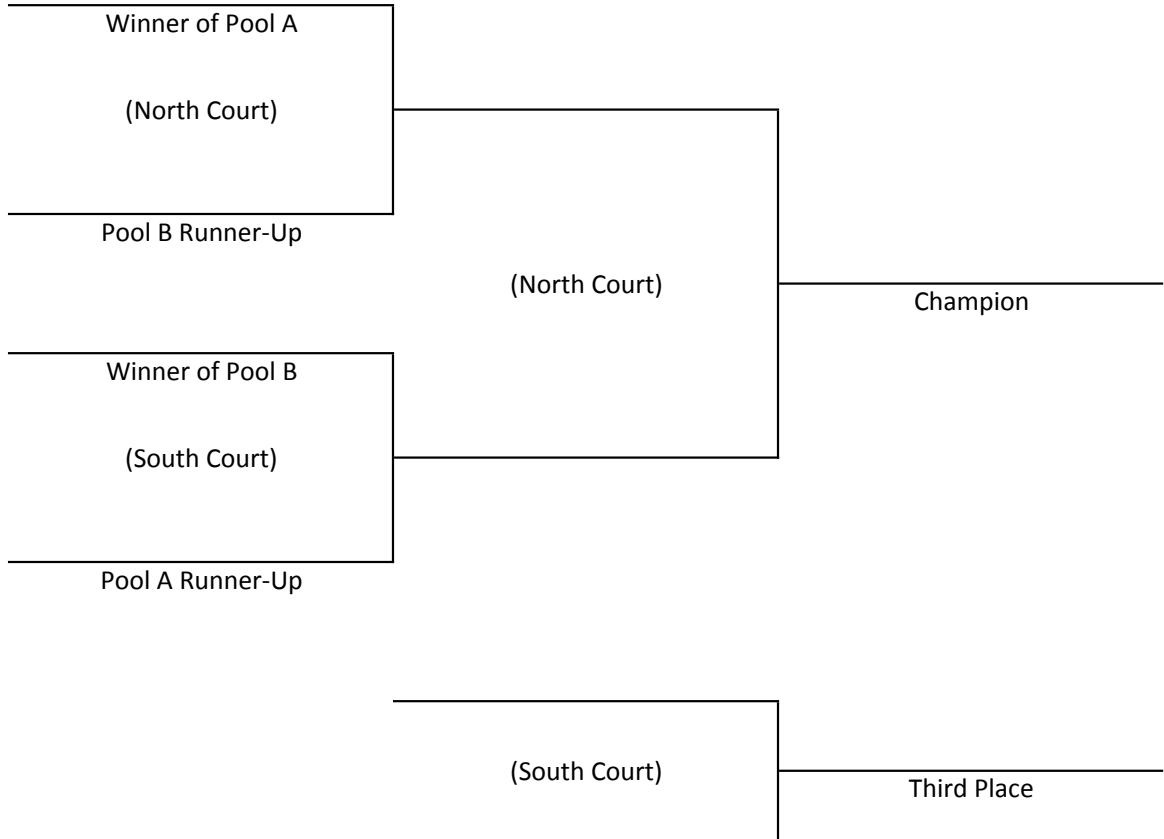 Winner of Pool A
(North Court)
Pool B Runner-Up
(North Court)
Champion
Winner of Pool B
(South Court)
Pool A Runner-Up
(South Court)
Third Place